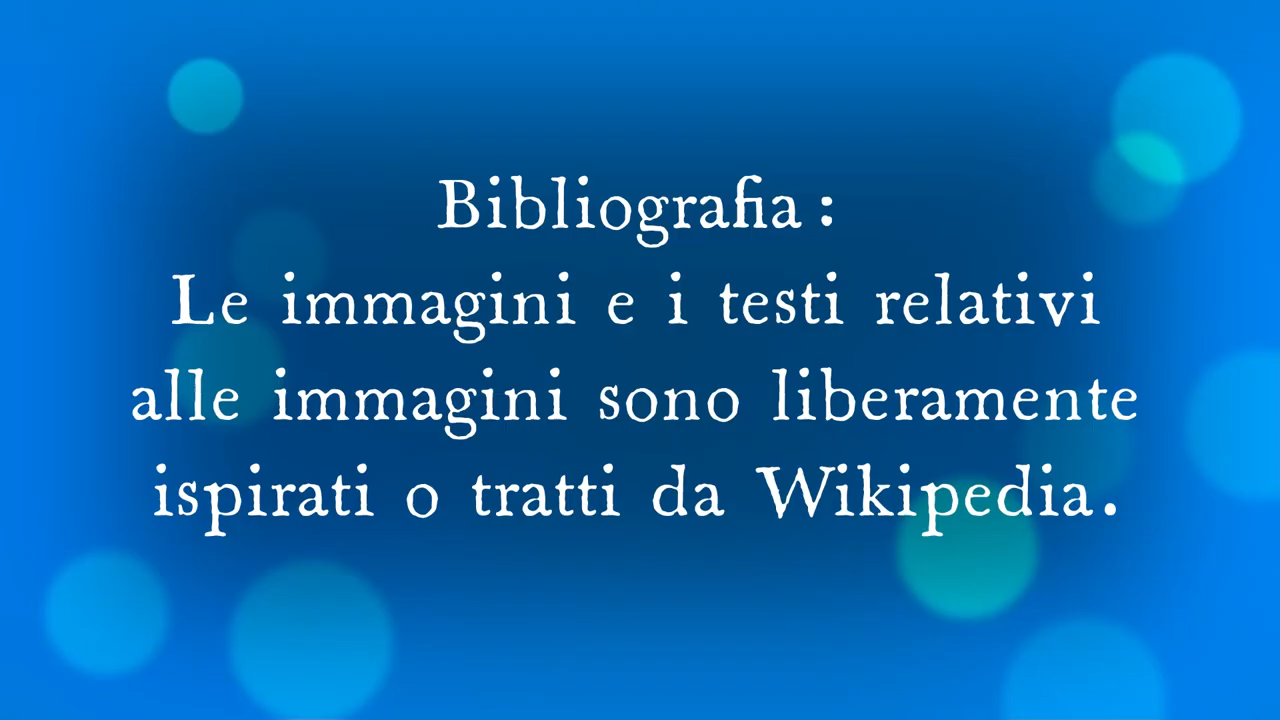 Bibliografia :
Le immagini e i testi relativi
alle immagini sono liberamente
ispirati o tratti da Wikipedia.